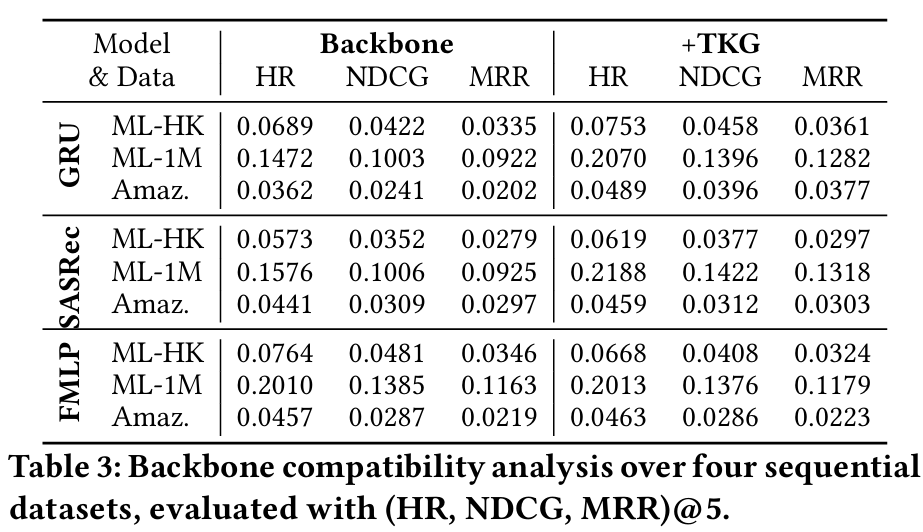 Model Backbone +TKG
& Data HR NDCG MRR HR NDCG MRR
GRU
ML-HK 0.0689 0.0422 0.0335 0.0753 0.0458 0.0361
ML-1M 0.1472 0.1003 0.0922 0.2070 0.1396 0.1282
Amaz. 0.0362 0.0241 0.0202 0.0489 0.0396 0.0377
SASRec
ML-HK 0.0573 0.0352 0.0279 0.0619 0.0377 0.0297
ML-1M 0.1576 0.1006 0.0925 0.2188 0.1422 0.1318
Amaz. 0.0441 0.0309 0.0297 0.0459 0.0312 0.0303
FMLP
ML-HK 0.0764 0.0481 0.0346 0.0668 0.0408 0.0324
ML-1M 0.2010 0.1385 0.1163 0.2013 0.1376 0.1179
Amaz. 0.0457 0.0287 0.0219 0.0463 0.0286 0.0223
Table 3: Backbone compatibility analysis over four sequential
datasets, evaluated with (HR, NDCG, MRR)@5.